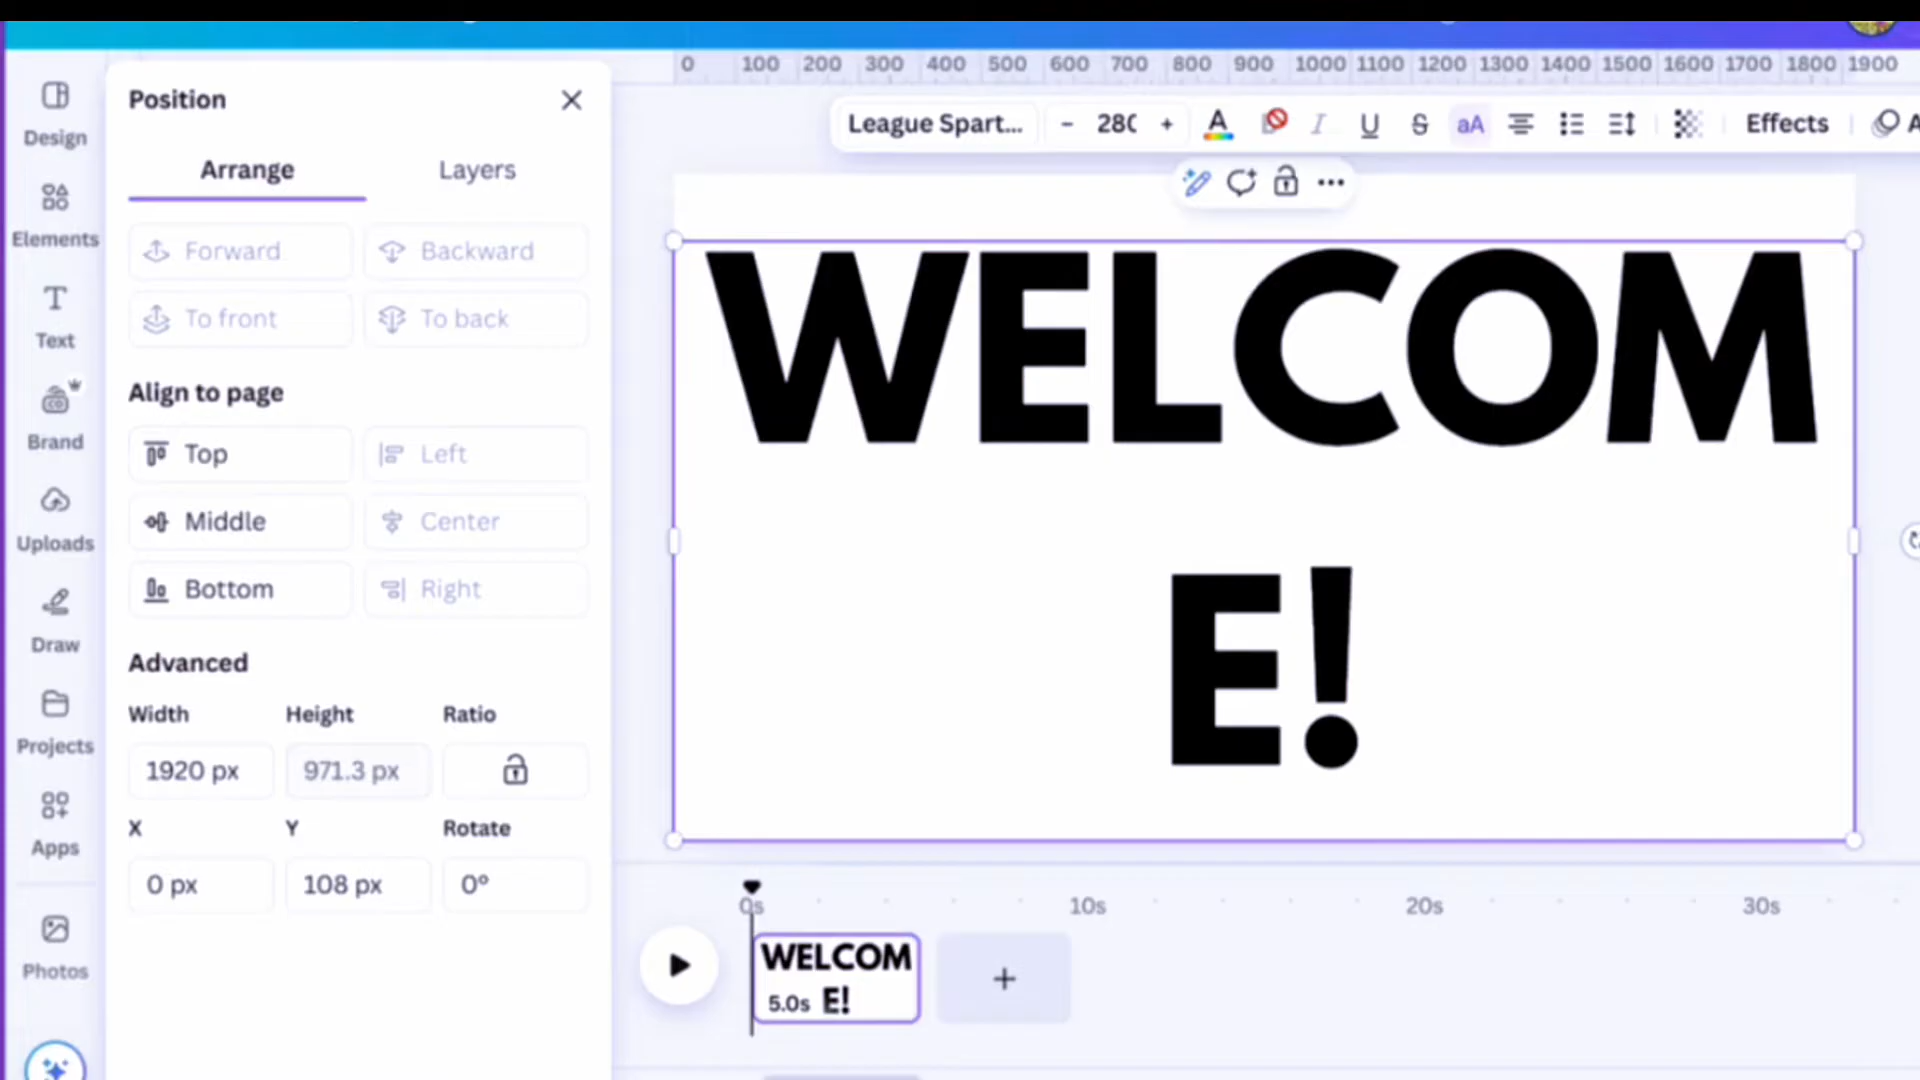 0 100 200 300 400 500 600 700 800 900 1000 1100 1200 1300 1400 1500 1600 1700 1800 1900
Design
Elements
Text
Brand
Uploads
Draw
Projects
Apps
Photos
Position
Arrange Layers
Forward Backward
To front To back
Align to page
Top Left
Middle Center
Bottom Right
Advanced
Width Height Ratio
1920 px 971.3 px
X Y Rotate
0 px 108 px 0°
League Spart... − 280 + A I U S aA Effects A
WELCOM
E!
0s 10s 20s 30s
WELCOM
5.0s E!
+